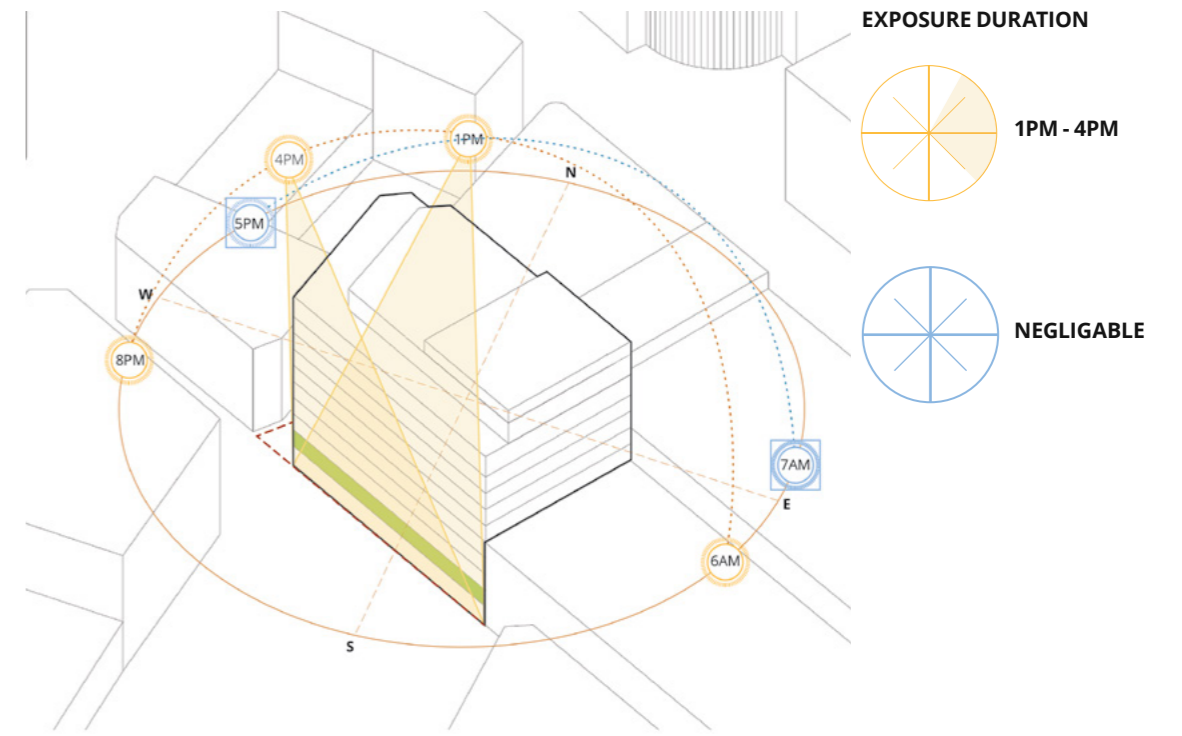 EXPOSURE DURATION
1PM - 4PM
NEGLIGABLE
1PM
4PM
N
5PM
W
8PM
7AM
E
6AM
S